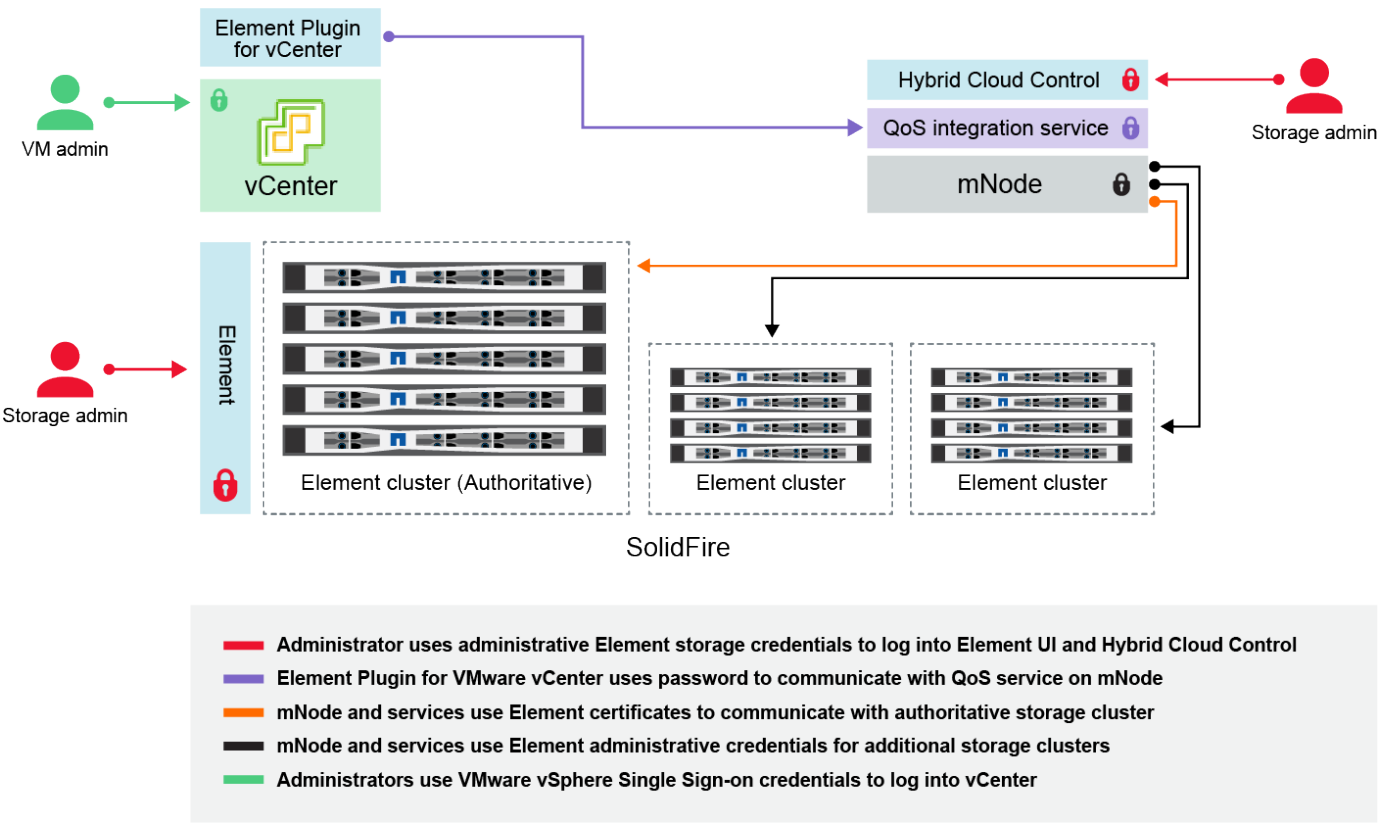 Element Plugin
for vCenter
VM admin
vCenter
Hybrid Cloud Control
QoS integration service
mNode
Storage admin
Storage admin
Element
Element cluster (Authoritative)
Element cluster
Element cluster
SolidFire
Administrator uses administrative Element storage credentials to log into Element UI and Hybrid Cloud Control
Element Plugin for VMware vCenter uses password to communicate with QoS service on mNode
mNode and services use Element certificates to communicate with authoritative storage cluster
mNode and services use Element administrative credentials for additional storage clusters
Administrators use VMware vSphere Single Sign-on credentials to log into vCenter